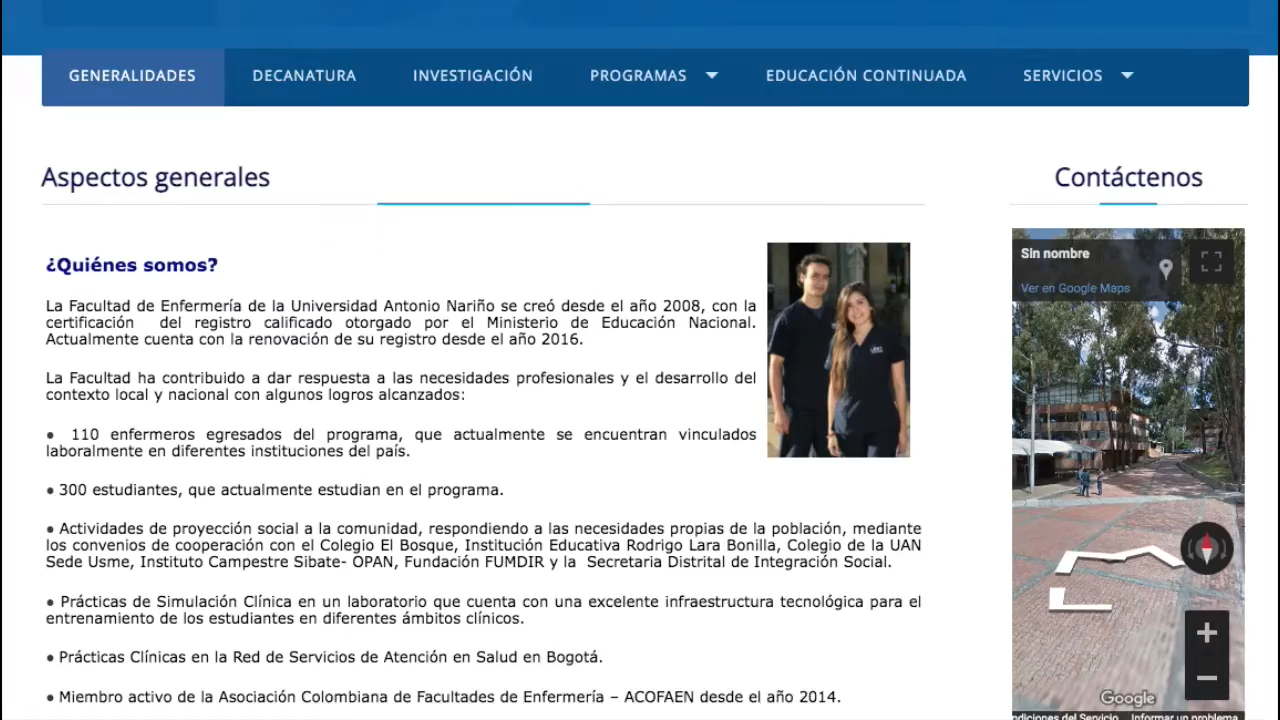 GENERALIDADES DECANATURA INVESTIGACIÓN PROGRAMAS EDUCACIÓN CONTINUADA SERVICIOS
Aspectos generales
¿Quiénes somos?
La Facultad de Enfermería de la Universidad Antonio Nariño se creó desde el año 2008, con la
certificación del registro calificado otorgado por el Ministerio de Educación Nacional.
Actualmente cuenta con la renovación de su registro desde el año 2016.
La Facultad ha contribuido a dar respuesta a las necesidades profesionales y el desarrollo del
contexto local y nacional con algunos logros alcanzados:
• 110 enfermeros egresados del programa, que actualmente se encuentran vinculados
laboralmente en diferentes instituciones del país.
• 300 estudiantes, que actualmente estudian en el programa.
• Actividades de proyección social a la comunidad, respondiendo a las necesidades propias de la población, mediante
los convenios de cooperación con el Colegio El Bosque, Institución Educativa Rodrigo Lara Bonilla, Colegio de la UAN
Sede Usme, Instituto Campestre Sibate- OPAN, Fundación FUMDIR y la Secretaria Distrital de Integración Social.
• Prácticas de Simulación Clínica en un laboratorio que cuenta con una excelente infraestructura tecnológica para el
entrenamiento de los estudiantes en diferentes ámbitos clínicos.
• Prácticas Clínicas en la Red de Servicios de Atención en Salud en Bogotá.
• Miembro activo de la Asociación Colombiana de Facultades de Enfermería – ACOFAEN desde el año 2014.
Contáctenos
Sin nombre
Ver en Google Maps
Google
diciones del Servicio Informar un problema